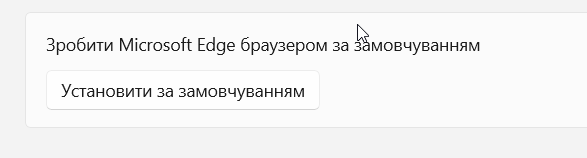 Зробити Microsoft Edge браузером за замовчуванням
Установити за замовчуванням